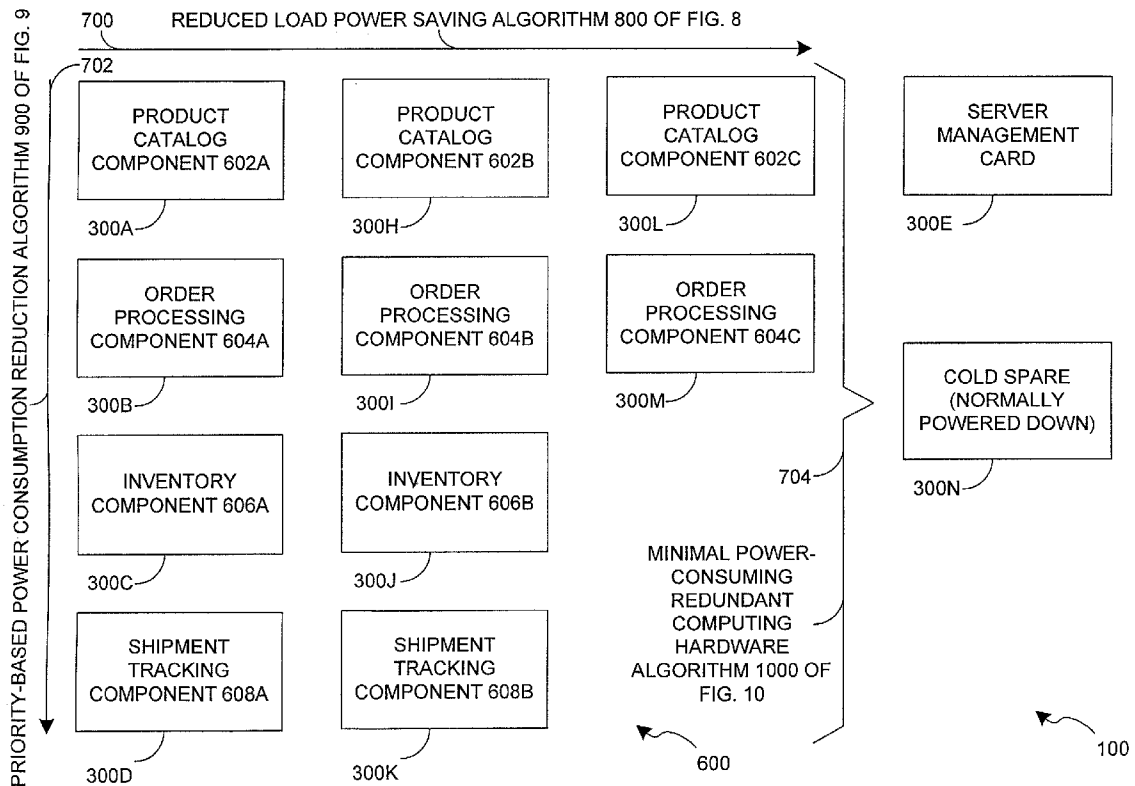 PRIORITY-BASED POWER CONSUMPTION REDUCTION ALGORITHM 900 OF FIG. 9
700
REDUCED LOAD POWER SAVING ALGORITHM 800 OF FIG. 8
702
PRODUCT
CATALOG
COMPONENT 602A
300A
PRODUCT
CATALOG
COMPONENT 602B
300H
PRODUCT
CATALOG
COMPONENT 602C
300L
SERVER
MANAGEMENT
CARD
300E
ORDER
PROCESSING
COMPONENT 604A
300B
ORDER
PROCESSING
COMPONENT 604B
300I
ORDER
PROCESSING
COMPONENT 604C
300M
COLD SPARE
(NORMALLY
POWERED DOWN)
300N
INVENTORY
COMPONENT 606A
300C
INVENTORY
COMPONENT 606B
300J
704
MINIMAL POWER-
CONSUMING
REDUNDANT
COMPUTING
HARDWARE
ALGORITHM 1000 OF
FIG. 10
SHIPMENT
TRACKING
COMPONENT 608A
300D
SHIPMENT
TRACKING
COMPONENT 608B
300K
600
100